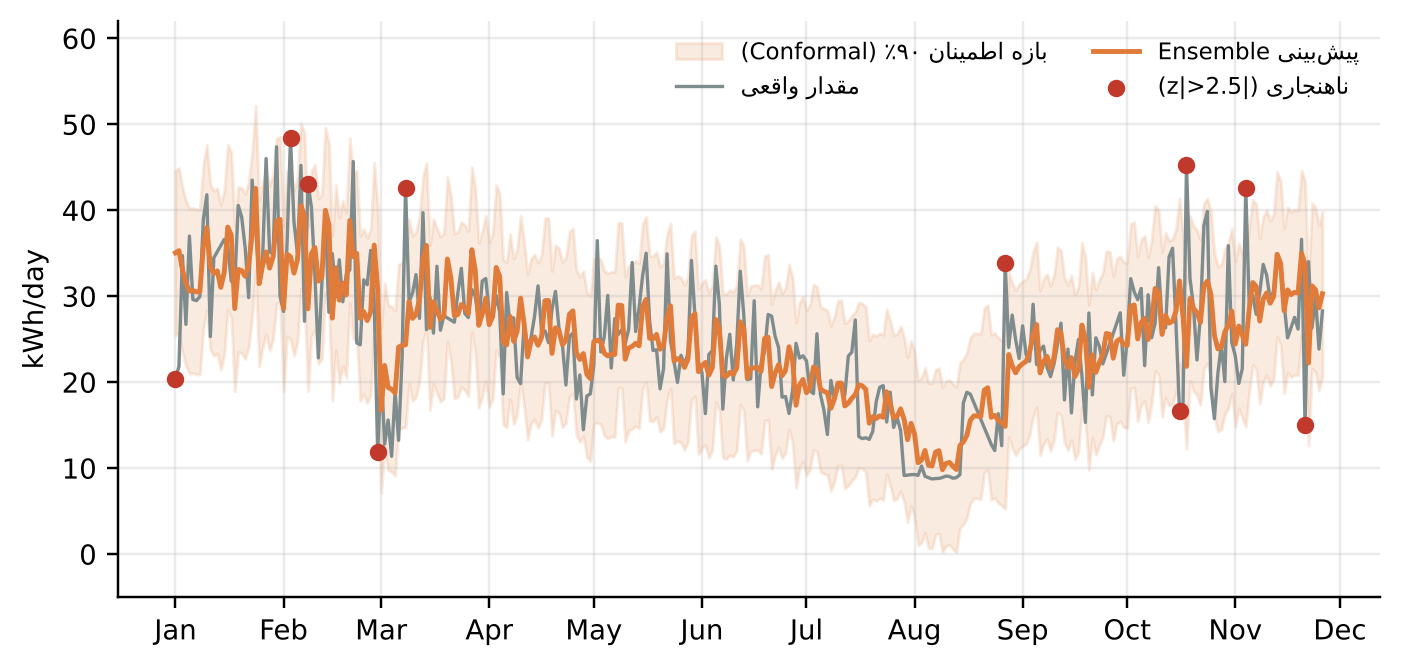 60
50
40
30
20
10
0
kWh/day
بازه اطمینان ۹۰٪ (Conformal)
مقدار واقعی
پیش‌بینی Ensemble
ناهنجاری (|z|>2.5)
Jan Feb Mar Apr May Jun Jul Aug Sep Oct Nov Dec